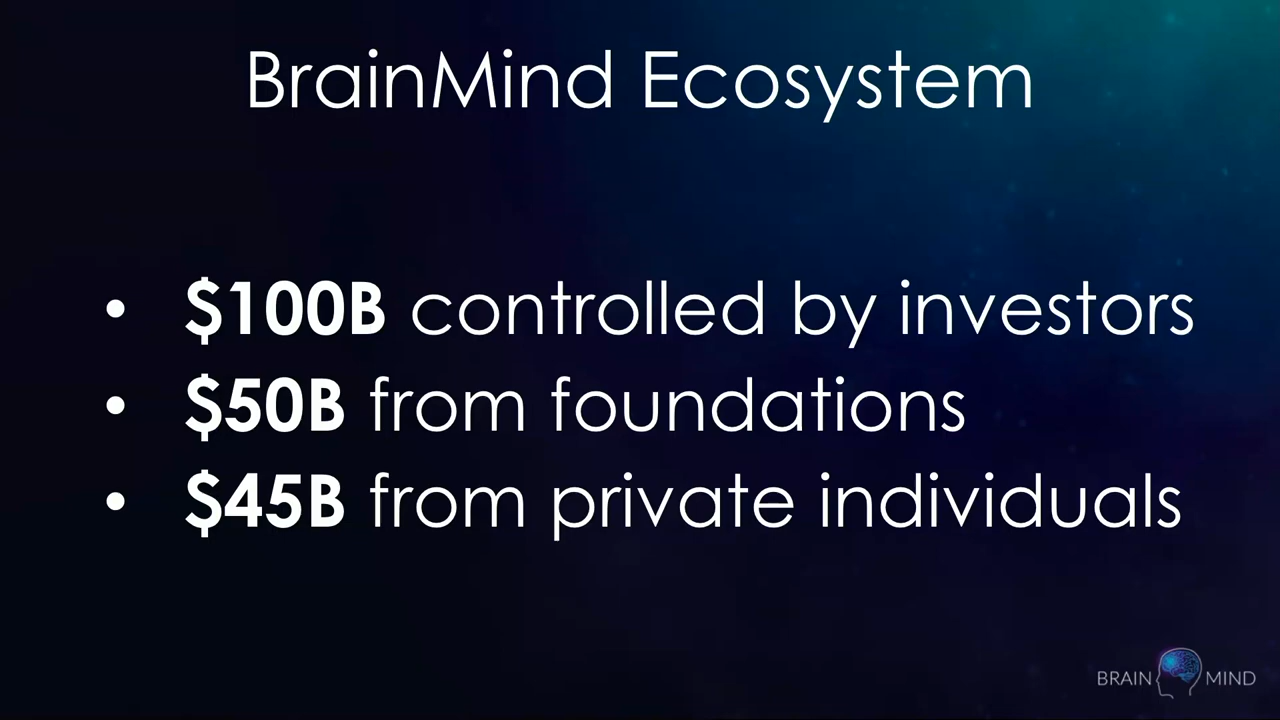 BrainMind Ecosystem
• $100B controlled by investors
• $50B from foundations
• $45B from private individuals
BRAIN MIND